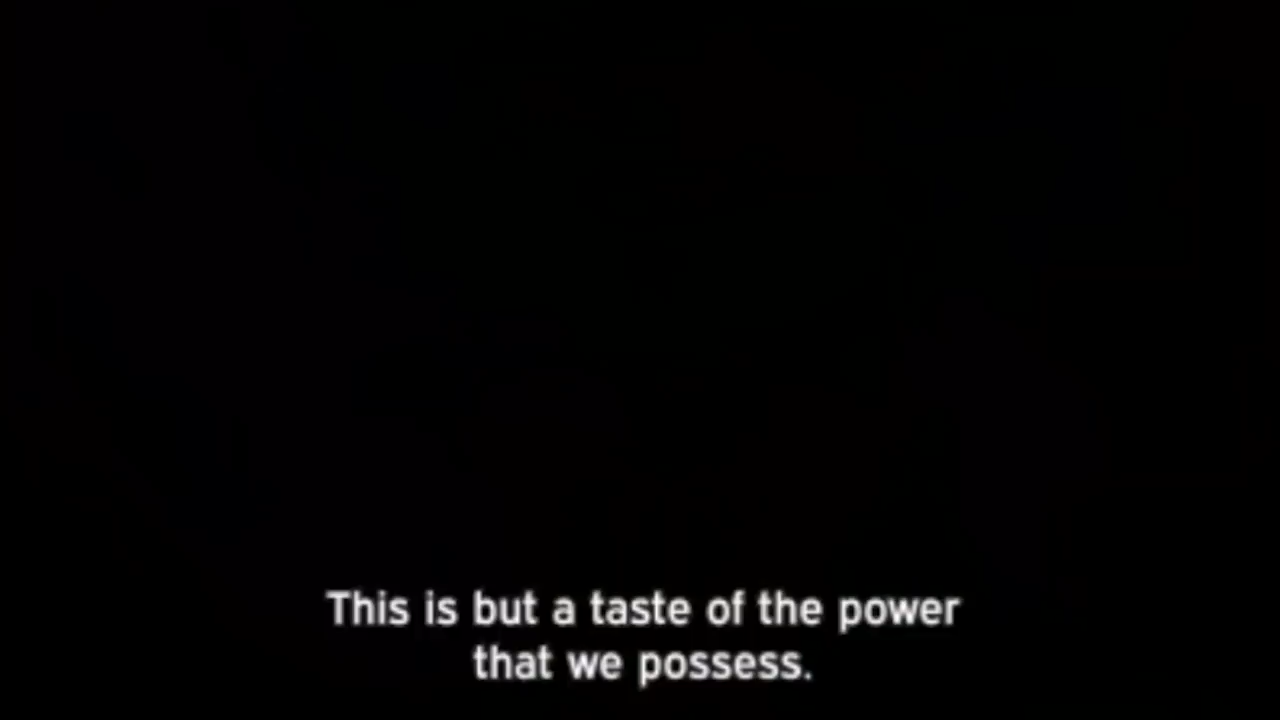 This is but a taste of the power
that we possess.